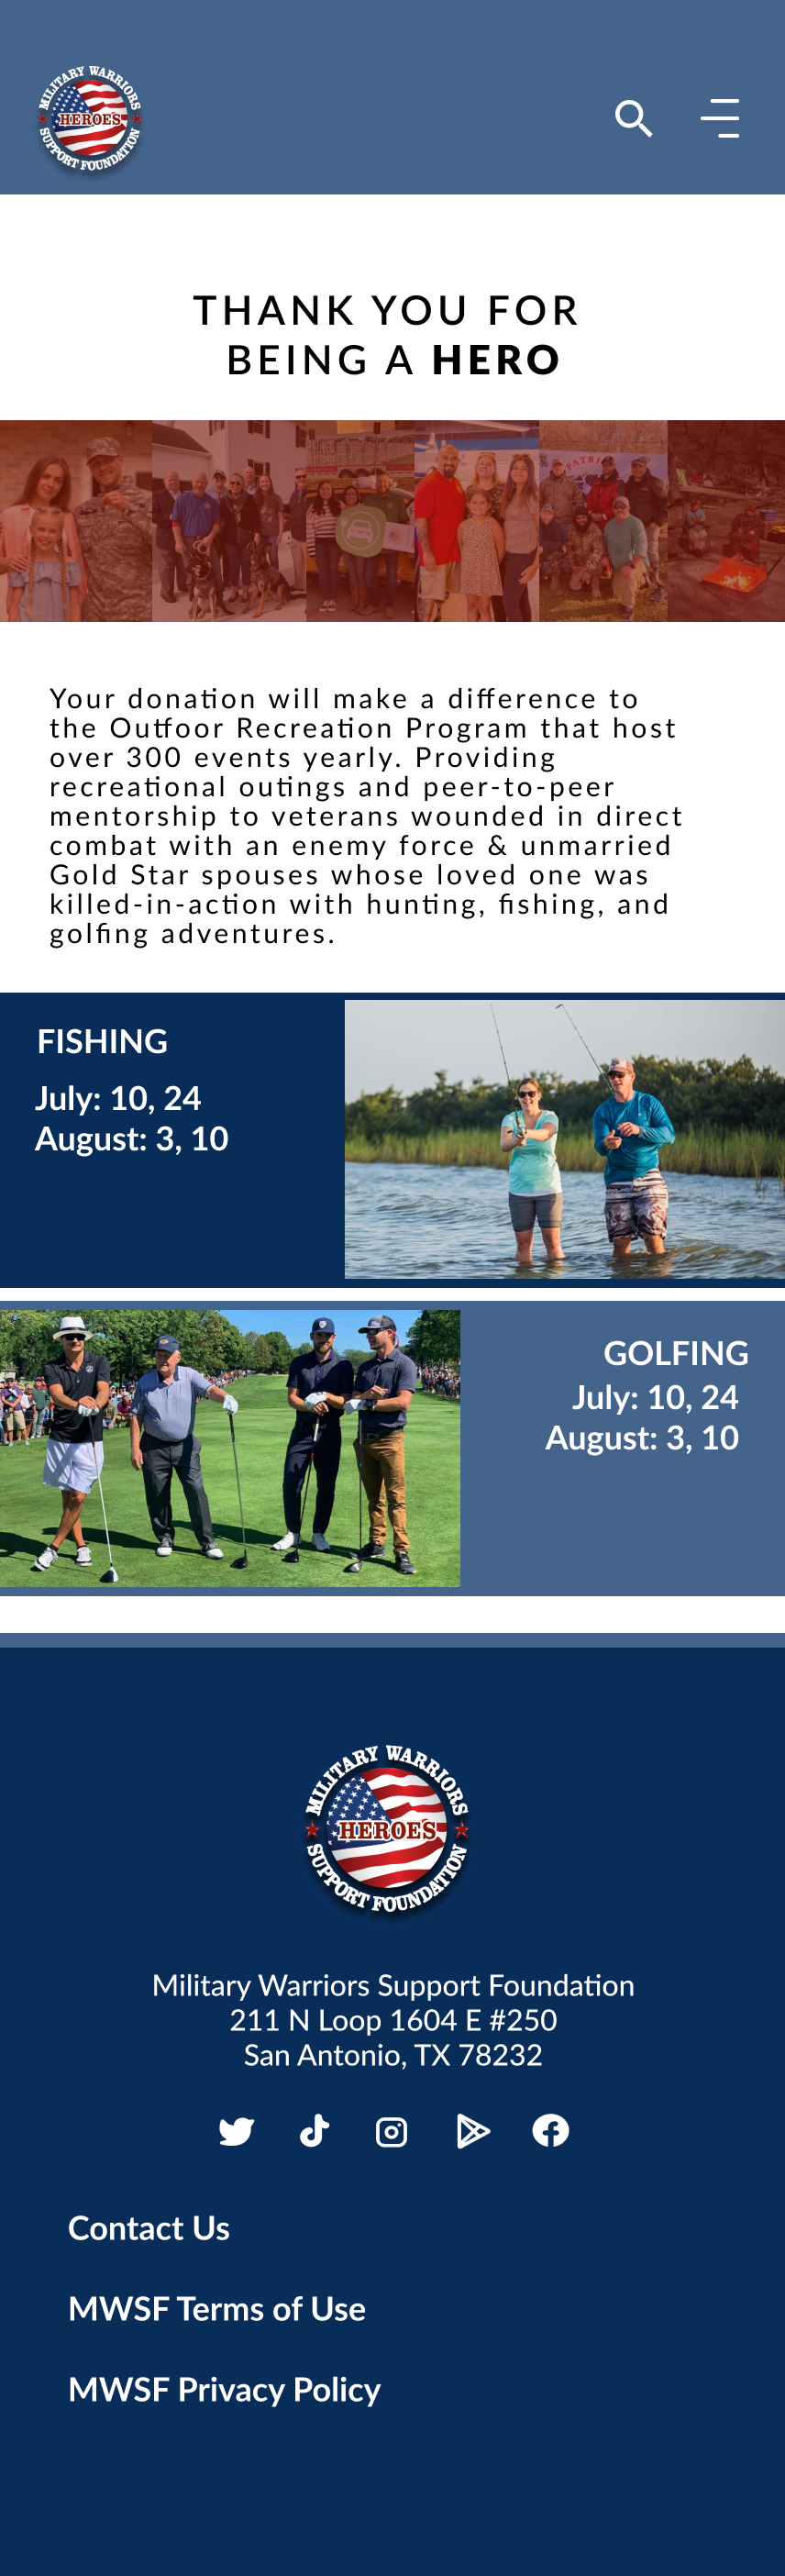 MILITARY WARRIORS
HEROES
SUPPORT FOUNDATION
THANK YOU FOR
BEING A HERO
PATRI
Your donation will make a difference to
the Outfoor Recreation Program that host
over 300 events yearly. Providing
recreational outings and peer-to-peer
mentorship to veterans wounded in direct
combat with an enemy force & unmarried
Gold Star spouses whose loved one was
killed-in-action with hunting, fishing, and
golfing adventures.
FISHING
July: 10, 24
August: 3, 10
GOLFING
July: 10, 24
August: 3, 10
MILITARY WARRIORS
HEROES
SUPPORT FOUNDATION
Military Warriors Support Foundation
211 N Loop 1604 E #250
San Antonio, TX 78232
Contact Us
MWSF Terms of Use
MWSF Privacy Policy